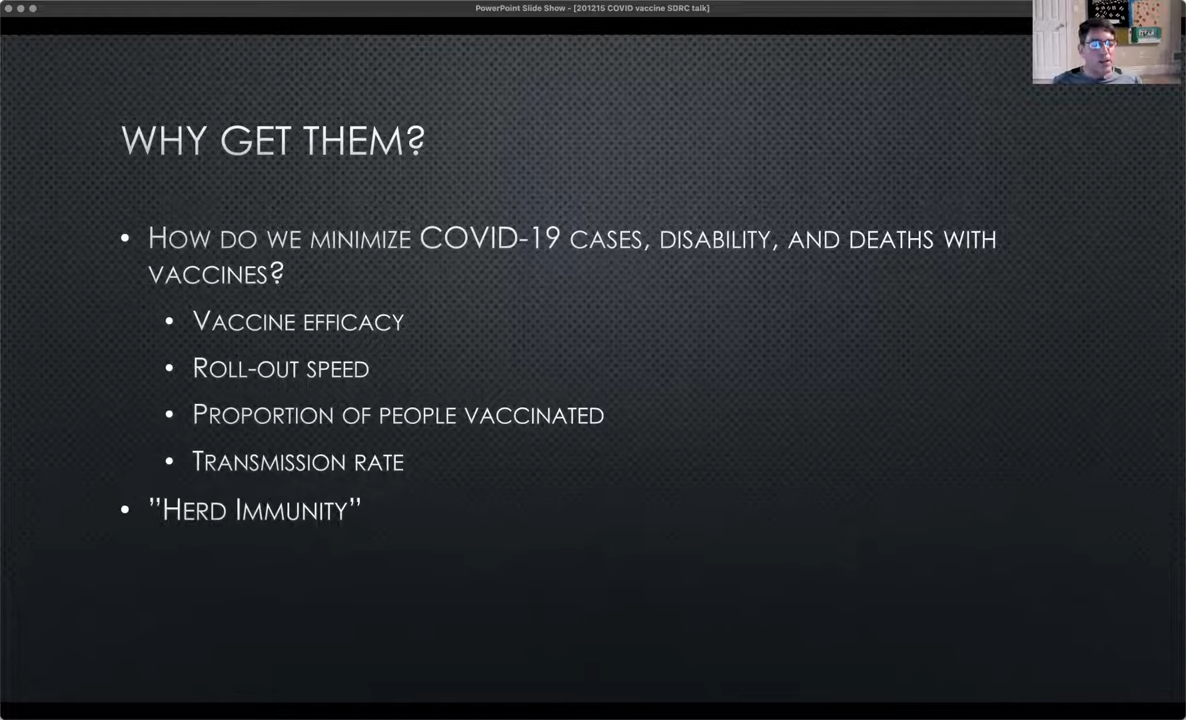 PowerPoint Slide Show - [201215 COVID vaccine SDRC talk]
WHY GET THEM?
• HOW DO WE MINIMIZE COVID-19 CASES, DISABILITY, AND DEATHS WITH
VACCINES?
• VACCINE EFFICACY
• ROLL-OUT SPEED
• PROPORTION OF PEOPLE VACCINATED
• TRANSMISSION RATE
• ”HERD IMMUNITY”